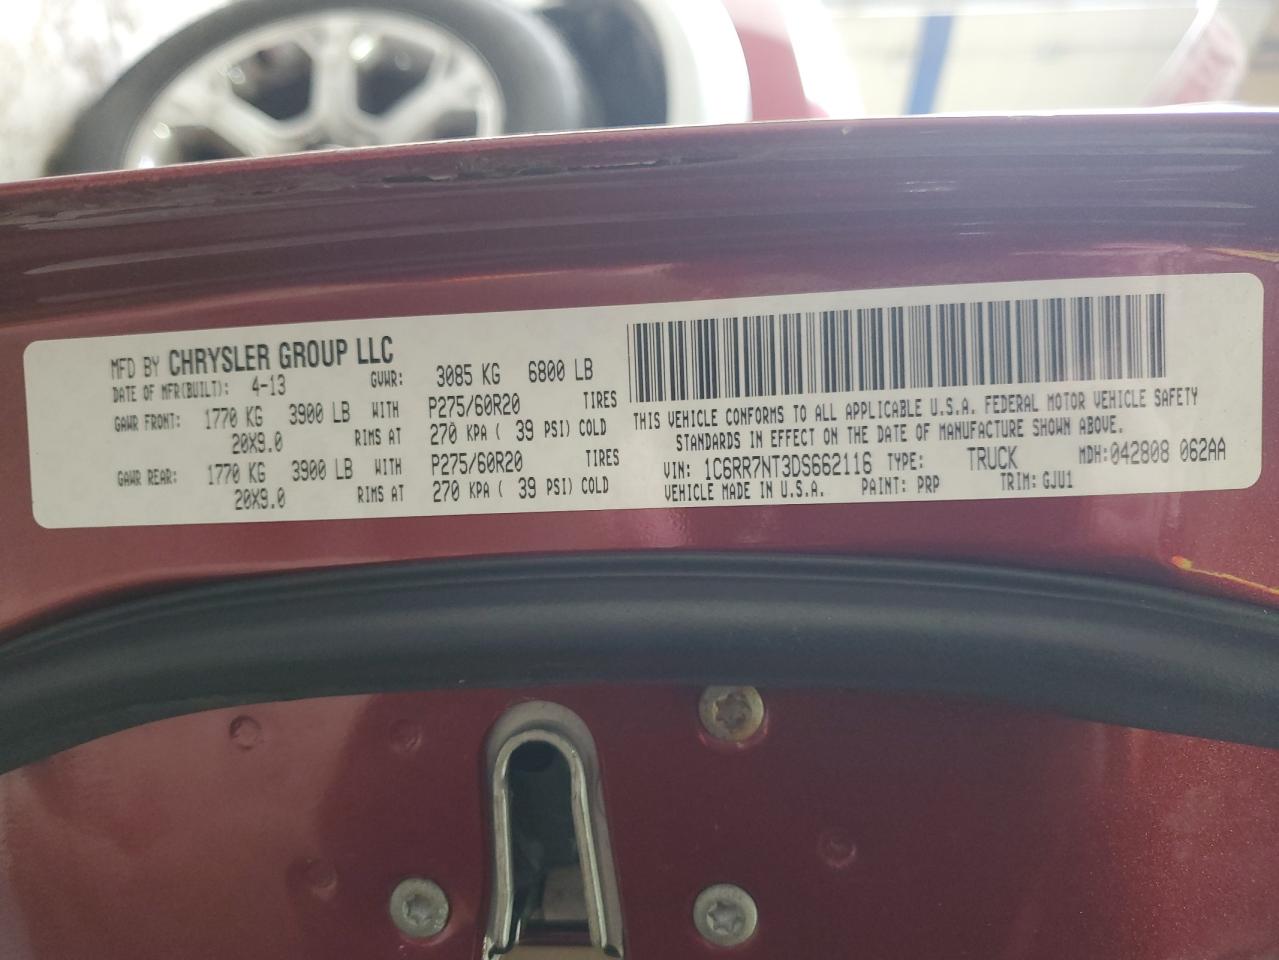 MFD BY CHRYSLER GROUP LLC
DATE OF MFR(BUILT): 4-13 GVWR: 3085 KG 6800 LB
GAWR FRONT: 1770 KG 3900 LB WITH P275/60R20 TIRES
20X9.0 RIMS AT 270 KPA ( 39 PSI) COLD
GAWR REAR: 1770 KG 3900 LB WITH P275/60R20 TIRES
20X9.0 RIMS AT 270 KPA ( 39 PSI) COLD
THIS VEHICLE CONFORMS TO ALL APPLICABLE U.S.A. FEDERAL MOTOR VEHICLE SAFETY
STANDARDS IN EFFECT ON THE DATE OF MANUFACTURE SHOWN ABOVE.
VIN: 1C6RR7NT3DS662116 TYPE: TRUCK MDH:042808 062AA
VEHICLE MADE IN U.S.A. PAINT: PRP TRIM: GJU1